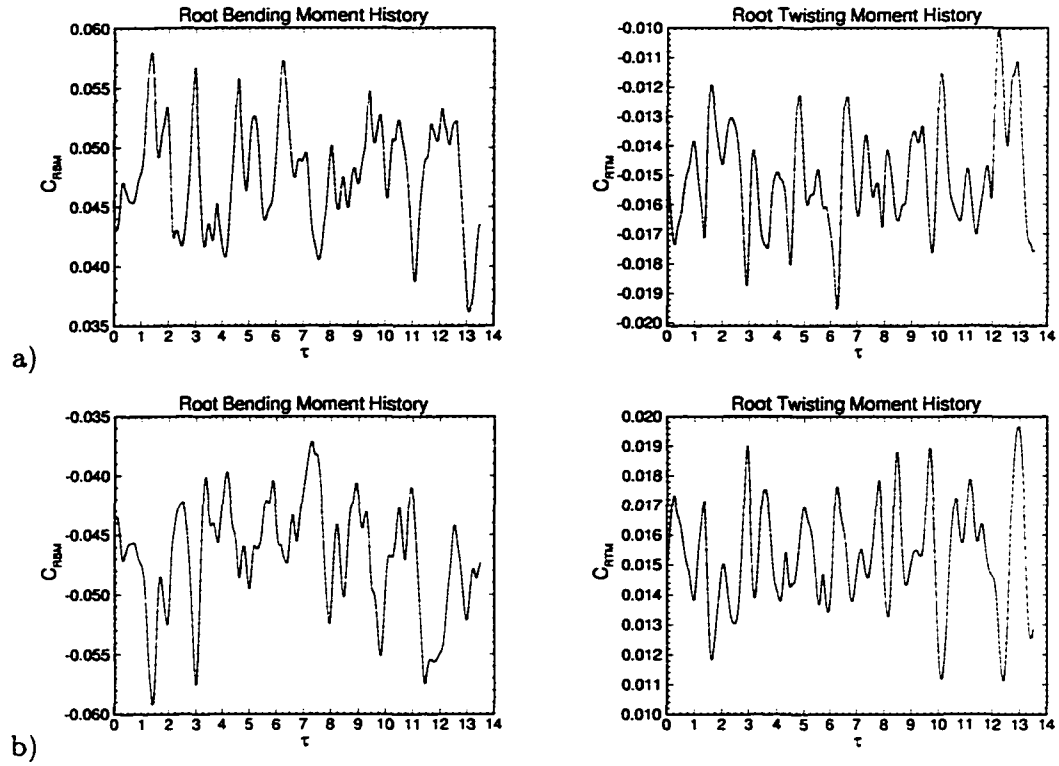 Root Bending Moment History
0.060
0.055
0.050
0.045
0.040
0.035
C_RBM
0 1 2 3 4 5 6 7 8 9 10 11 12 13 14
τ
Root Twisting Moment History
-0.010
-0.011
-0.012
-0.013
-0.014
-0.015
-0.016
-0.017
-0.018
-0.019
-0.020
C_RTM
0 1 2 3 4 5 6 7 8 9 10 11 12 13 14
τ
a)
Root Bending Moment History
-0.035
-0.040
-0.045
-0.050
-0.055
-0.060
C_RBM
0 1 2 3 4 5 6 7 8 9 10 11 12 13 14
τ
Root Twisting Moment History
0.020
0.019
0.018
0.017
0.016
0.015
0.014
0.013
0.012
0.011
0.010
C_RTM
0 1 2 3 4 5 6 7 8 9 10 11 12 13 14
τ
b)